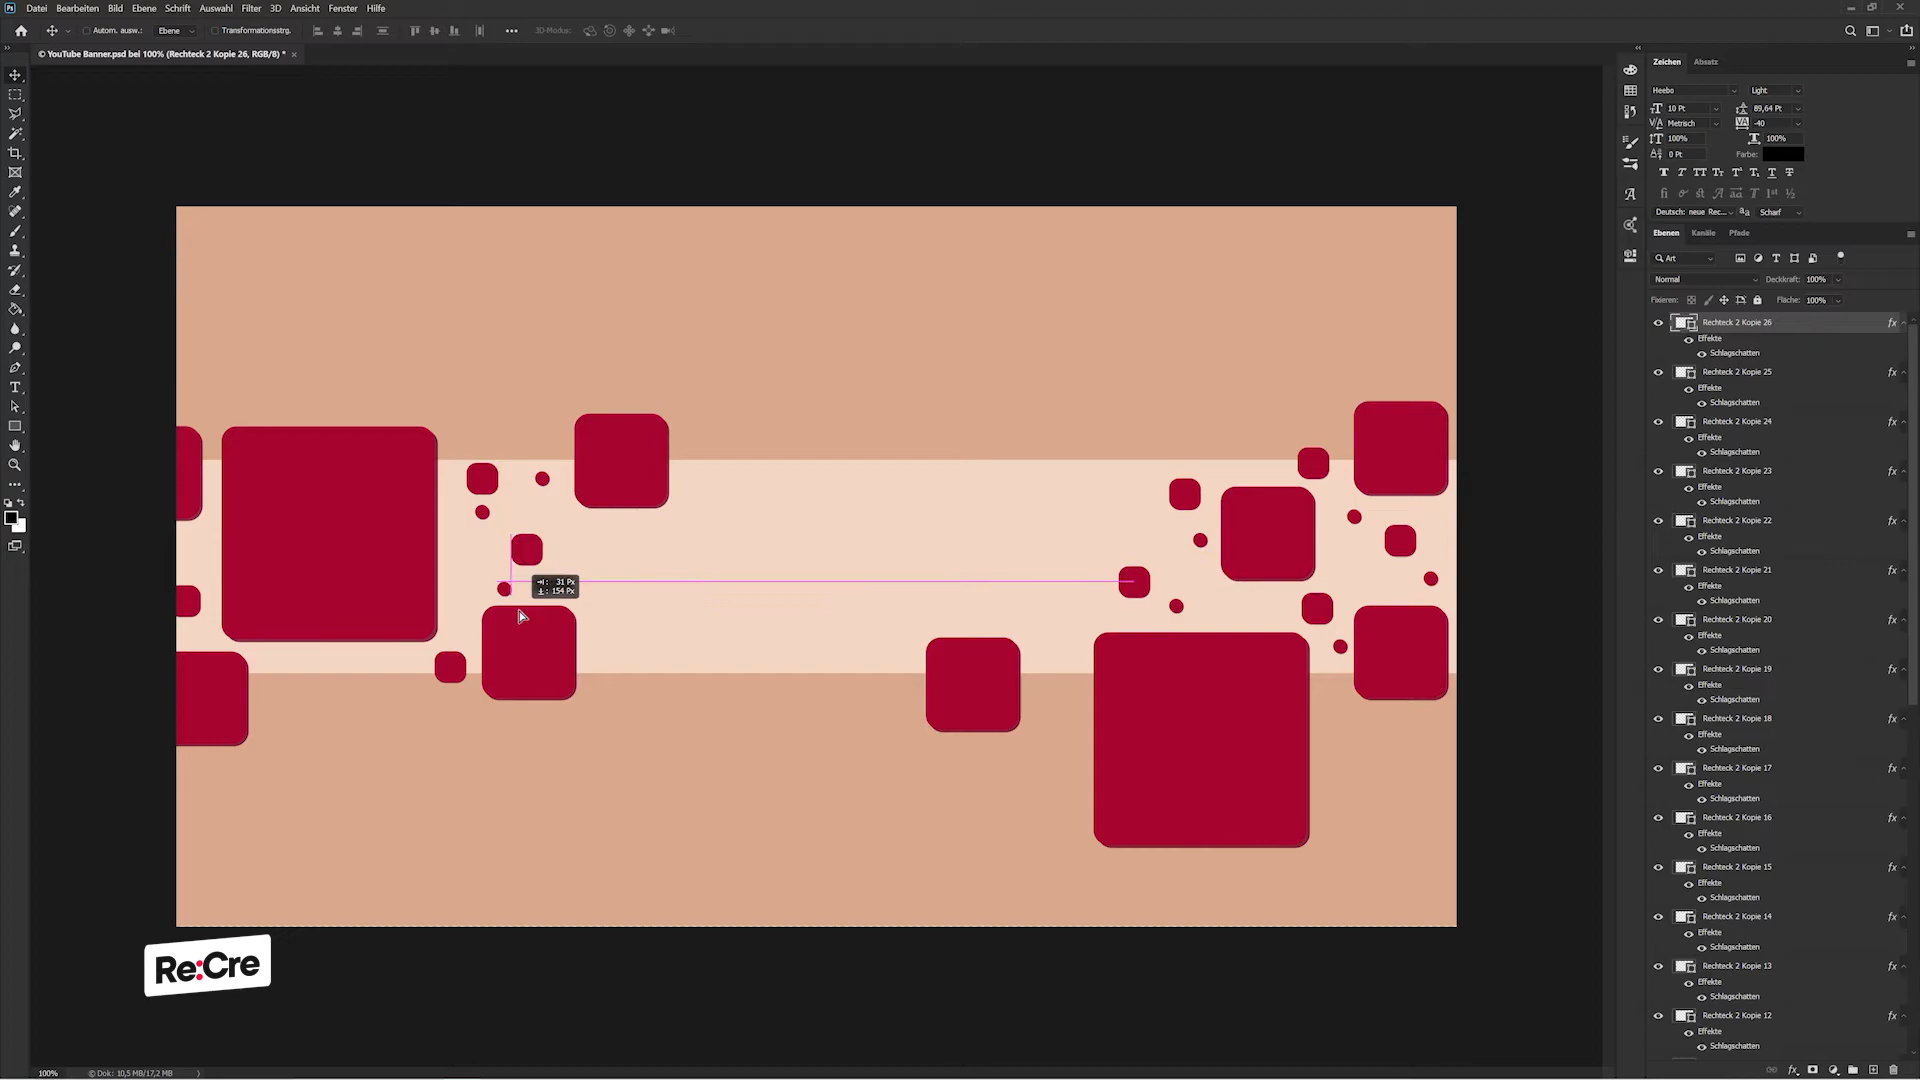 Ps Datei Bearbeiten Bild Ebene Schrift Auswahl Filter 3D Ansicht Fenster Hilfe
Autom. ausw.: Ebene Transformationsstrg. 3D-Modus:
© YouTube Banner.psd bei 100% (Rechteck 2 Kopie 26, RGB/8) *
Zeichen Absatz
Heebo Light
10 Pt 89,64 Pt
Metrisch -40
100% 100%
0 Pt Farbe:
Deutsch: neue Rec... Scharf
Ebenen Kanäle Pfade
Art
Normal Deckkraft: 100%
Fixieren: Fläche: 100%
Rechteck 2 Kopie 26
Effekte
Schlagschatten
Rechteck 2 Kopie 25
Effekte
Schlagschatten
Rechteck 2 Kopie 24
Effekte
Schlagschatten
Rechteck 2 Kopie 23
Effekte
Schlagschatten
Rechteck 2 Kopie 22
Effekte
Schlagschatten
Rechteck 2 Kopie 21
Effekte
Schlagschatten
Rechteck 2 Kopie 20
Effekte
Schlagschatten
Rechteck 2 Kopie 19
Effekte
Schlagschatten
Rechteck 2 Kopie 18
Effekte
Schlagschatten
Rechteck 2 Kopie 17
Effekte
Schlagschatten
Rechteck 2 Kopie 16
Effekte
Schlagschatten
Rechteck 2 Kopie 15
Effekte
Schlagschatten
Rechteck 2 Kopie 14
Effekte
Schlagschatten
Rechteck 2 Kopie 13
Effekte
Schlagschatten
Rechteck 2 Kopie 12
Effekte
Schlagschatten
31 Px
154 Px
Re:Cre
100% © Dok: 10,5 MB/17,2 MB